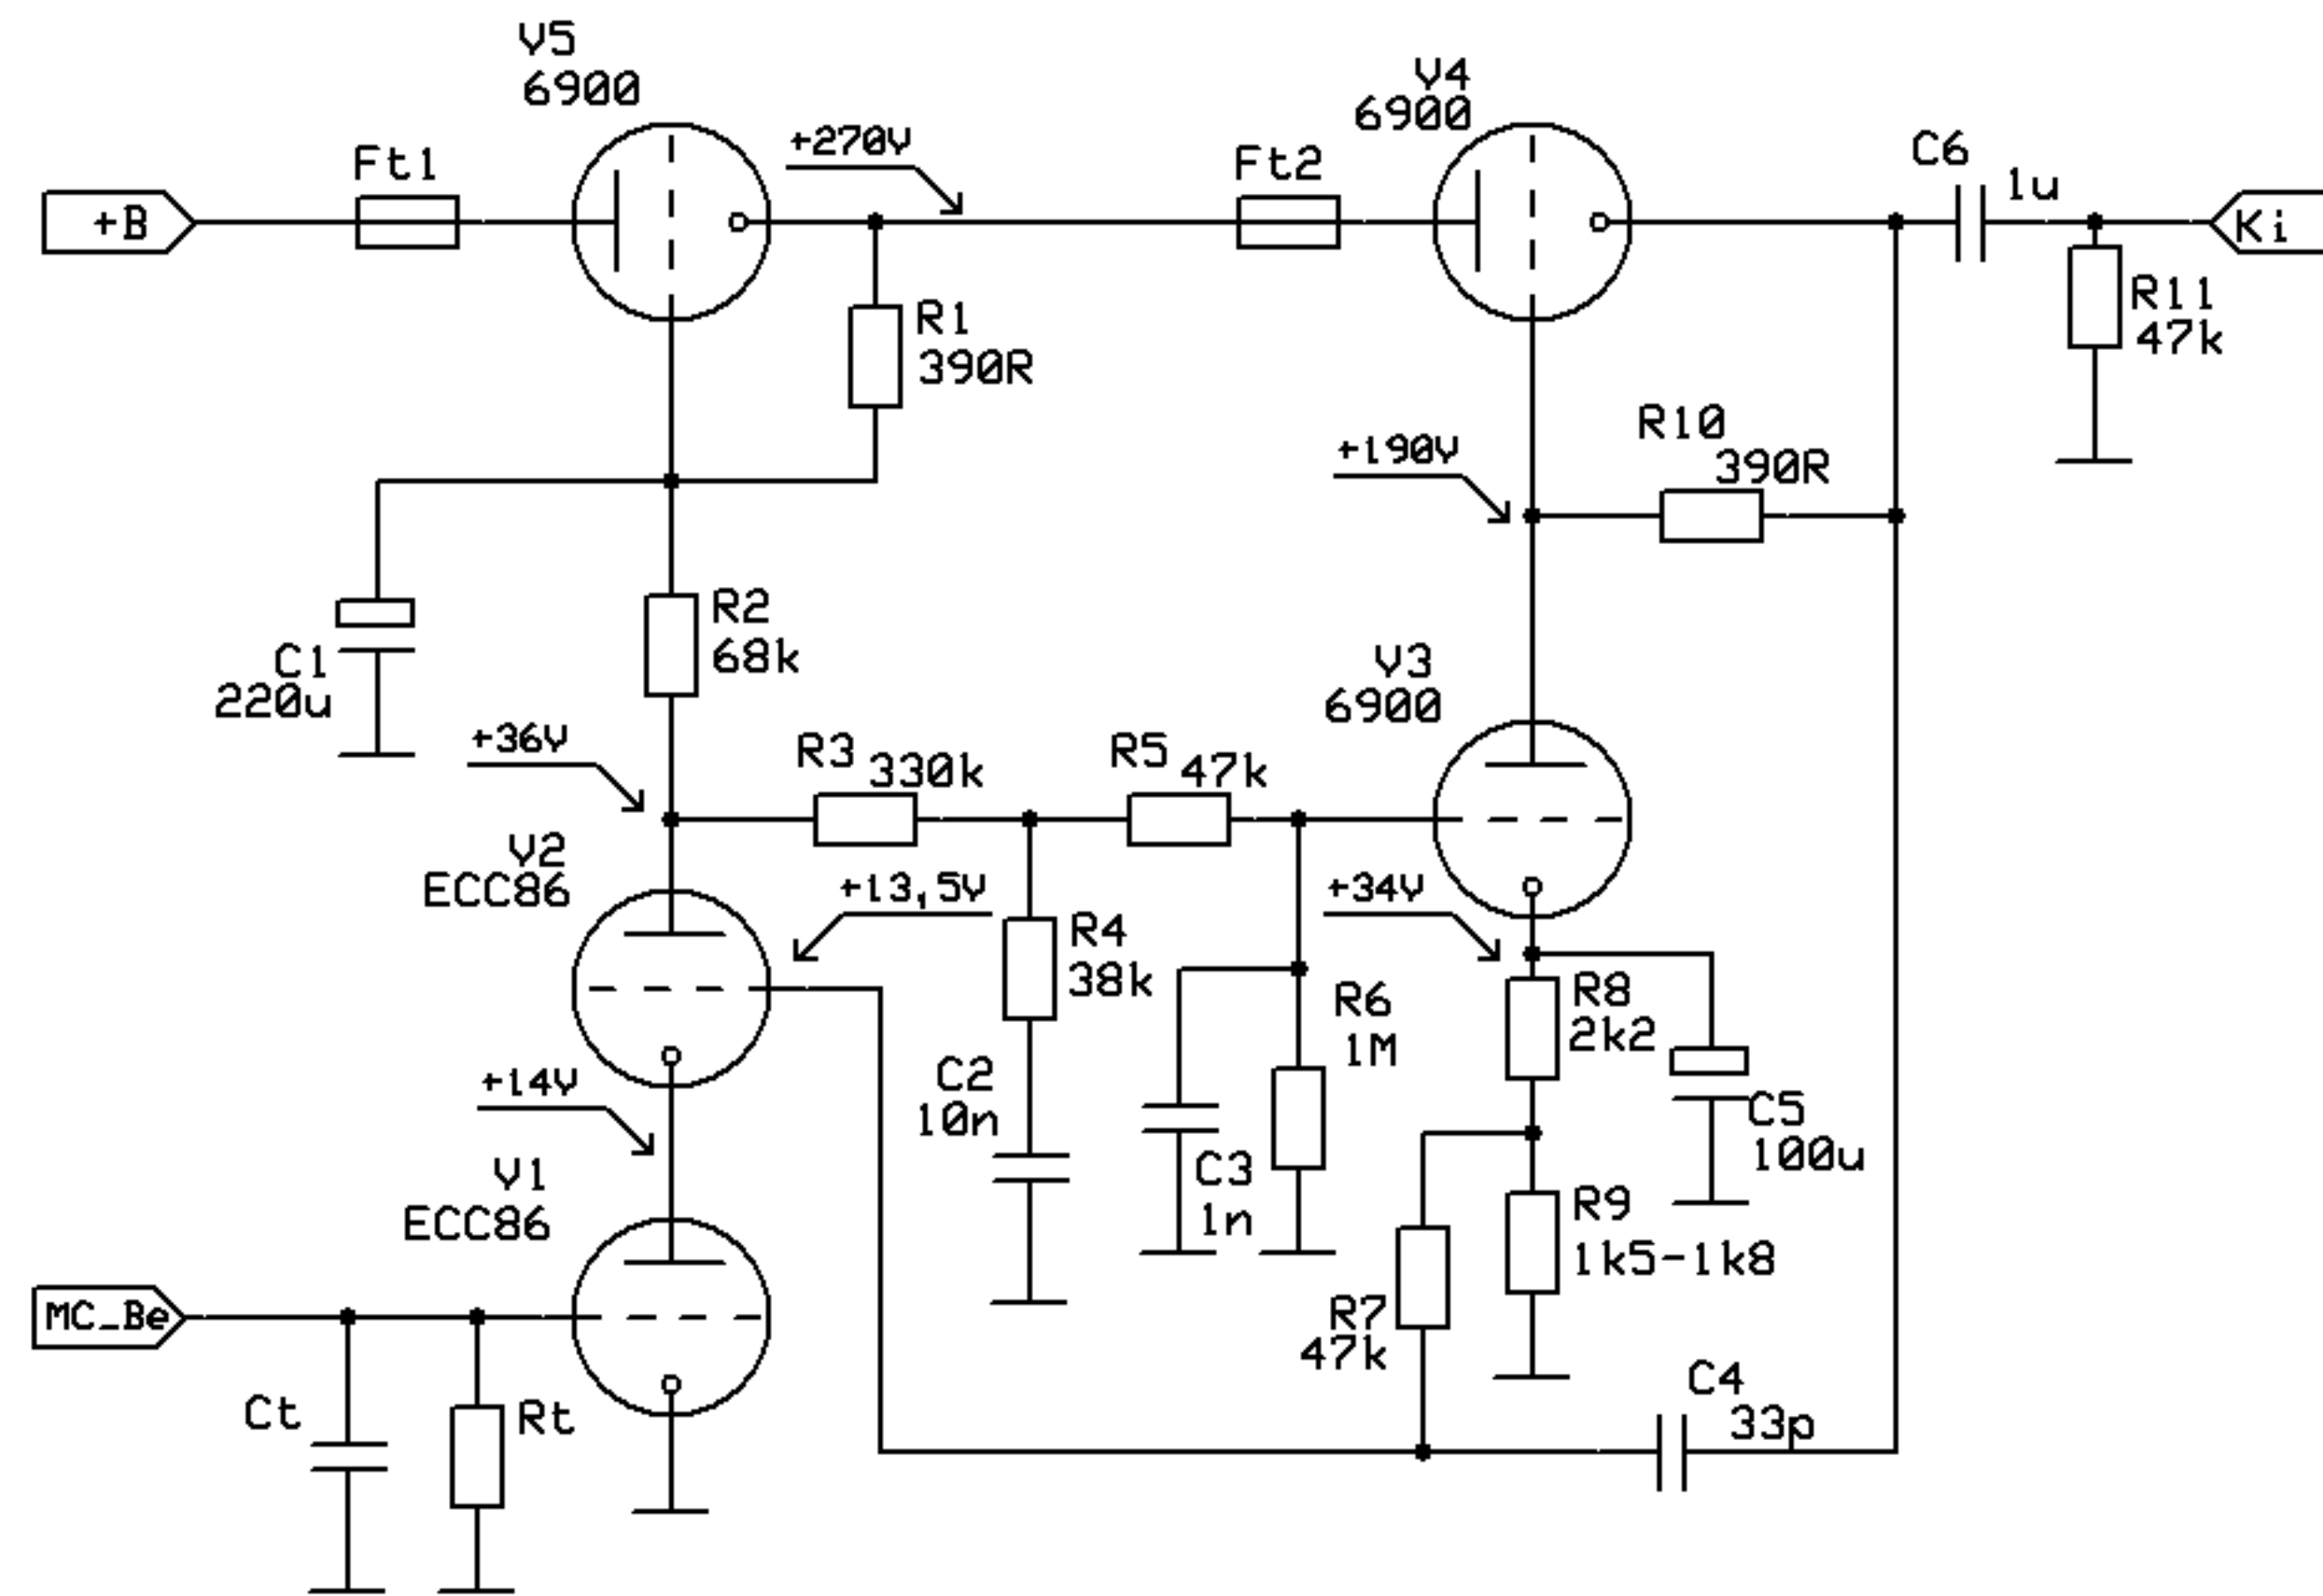 V5
6900
V4
6900
+270V
Ft1
Ft2
C6
1u
+B
Ki
R1
390R
R11
47k
R10
390R
+190V
R2
68k
C1
220u
V3
6900
+36V
R3
330k
R5
47k
V2
ECC86
+13,5V
+34V
R4
38k
R6
1M
R8
2k2
C2
10n
+14V
C5
100u
C3
1n
V1
ECC86
R9
1k5-1k8
MC_Be
R7
47k
C4
33p
Ct
Rt